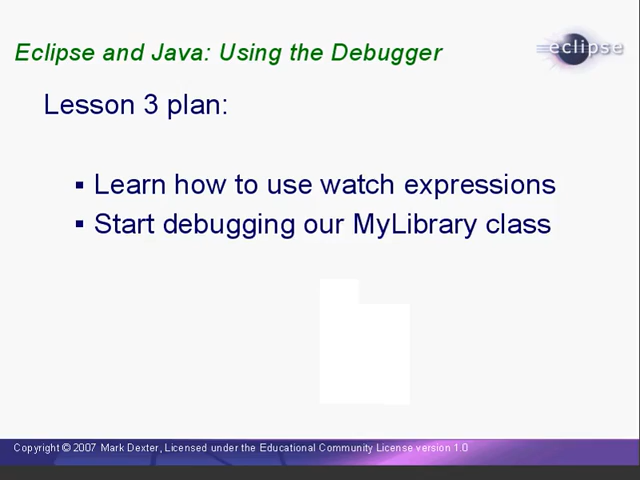 Eclipse and Java: Using the Debugger
eclipse
Lesson 3 plan:
▪ Learn how to use watch expressions
▪ Start debugging our MyLibrary class
Copyright © 2007 Mark Dexter, Licensed under the Educational Community License version 1.0